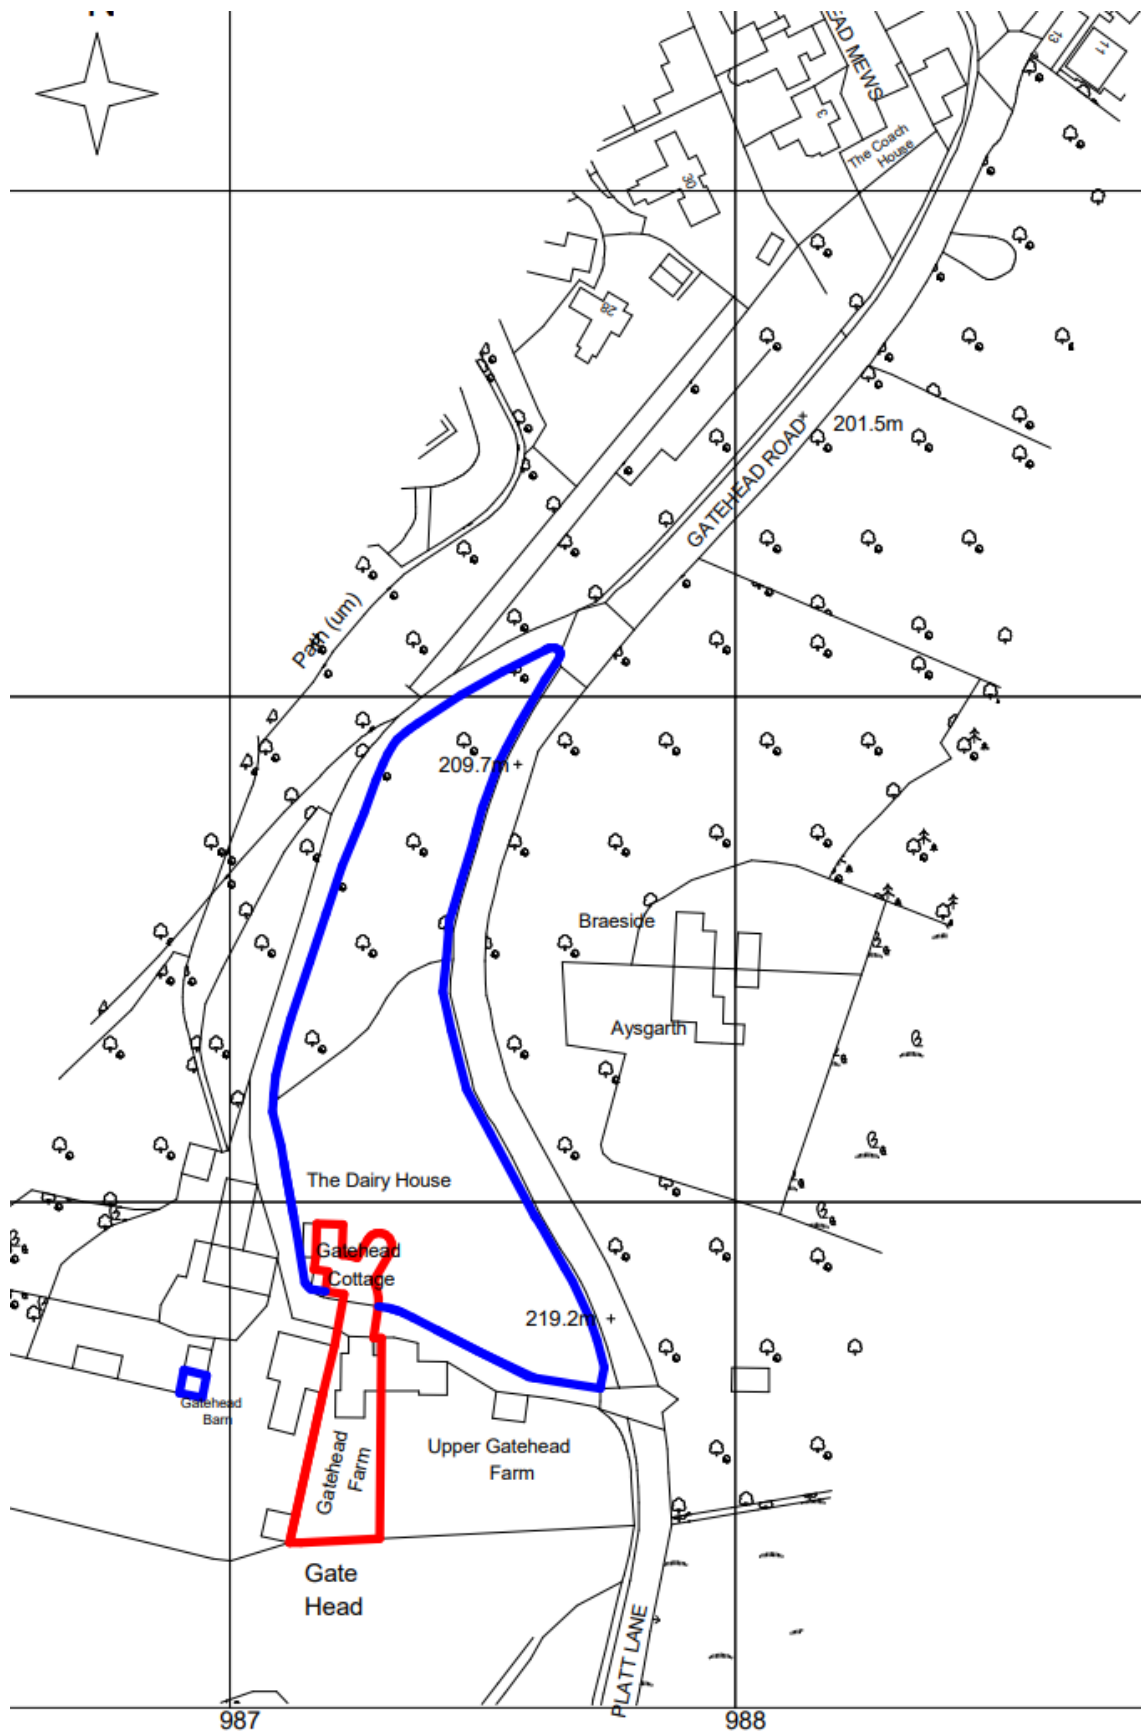 N
13
11
EAD MEWS
3
The Coach
House
30
28
201.5m
GATEHEAD ROAD
Path (um)
209.7m
Braeside
Aysgarth
The Dairy House
Gatehead
Cottage
219.2m
Gatehead
Barn
Gatehead
Farm
Upper Gatehead
Farm
Gate
Head
PLATT LANE
987
988